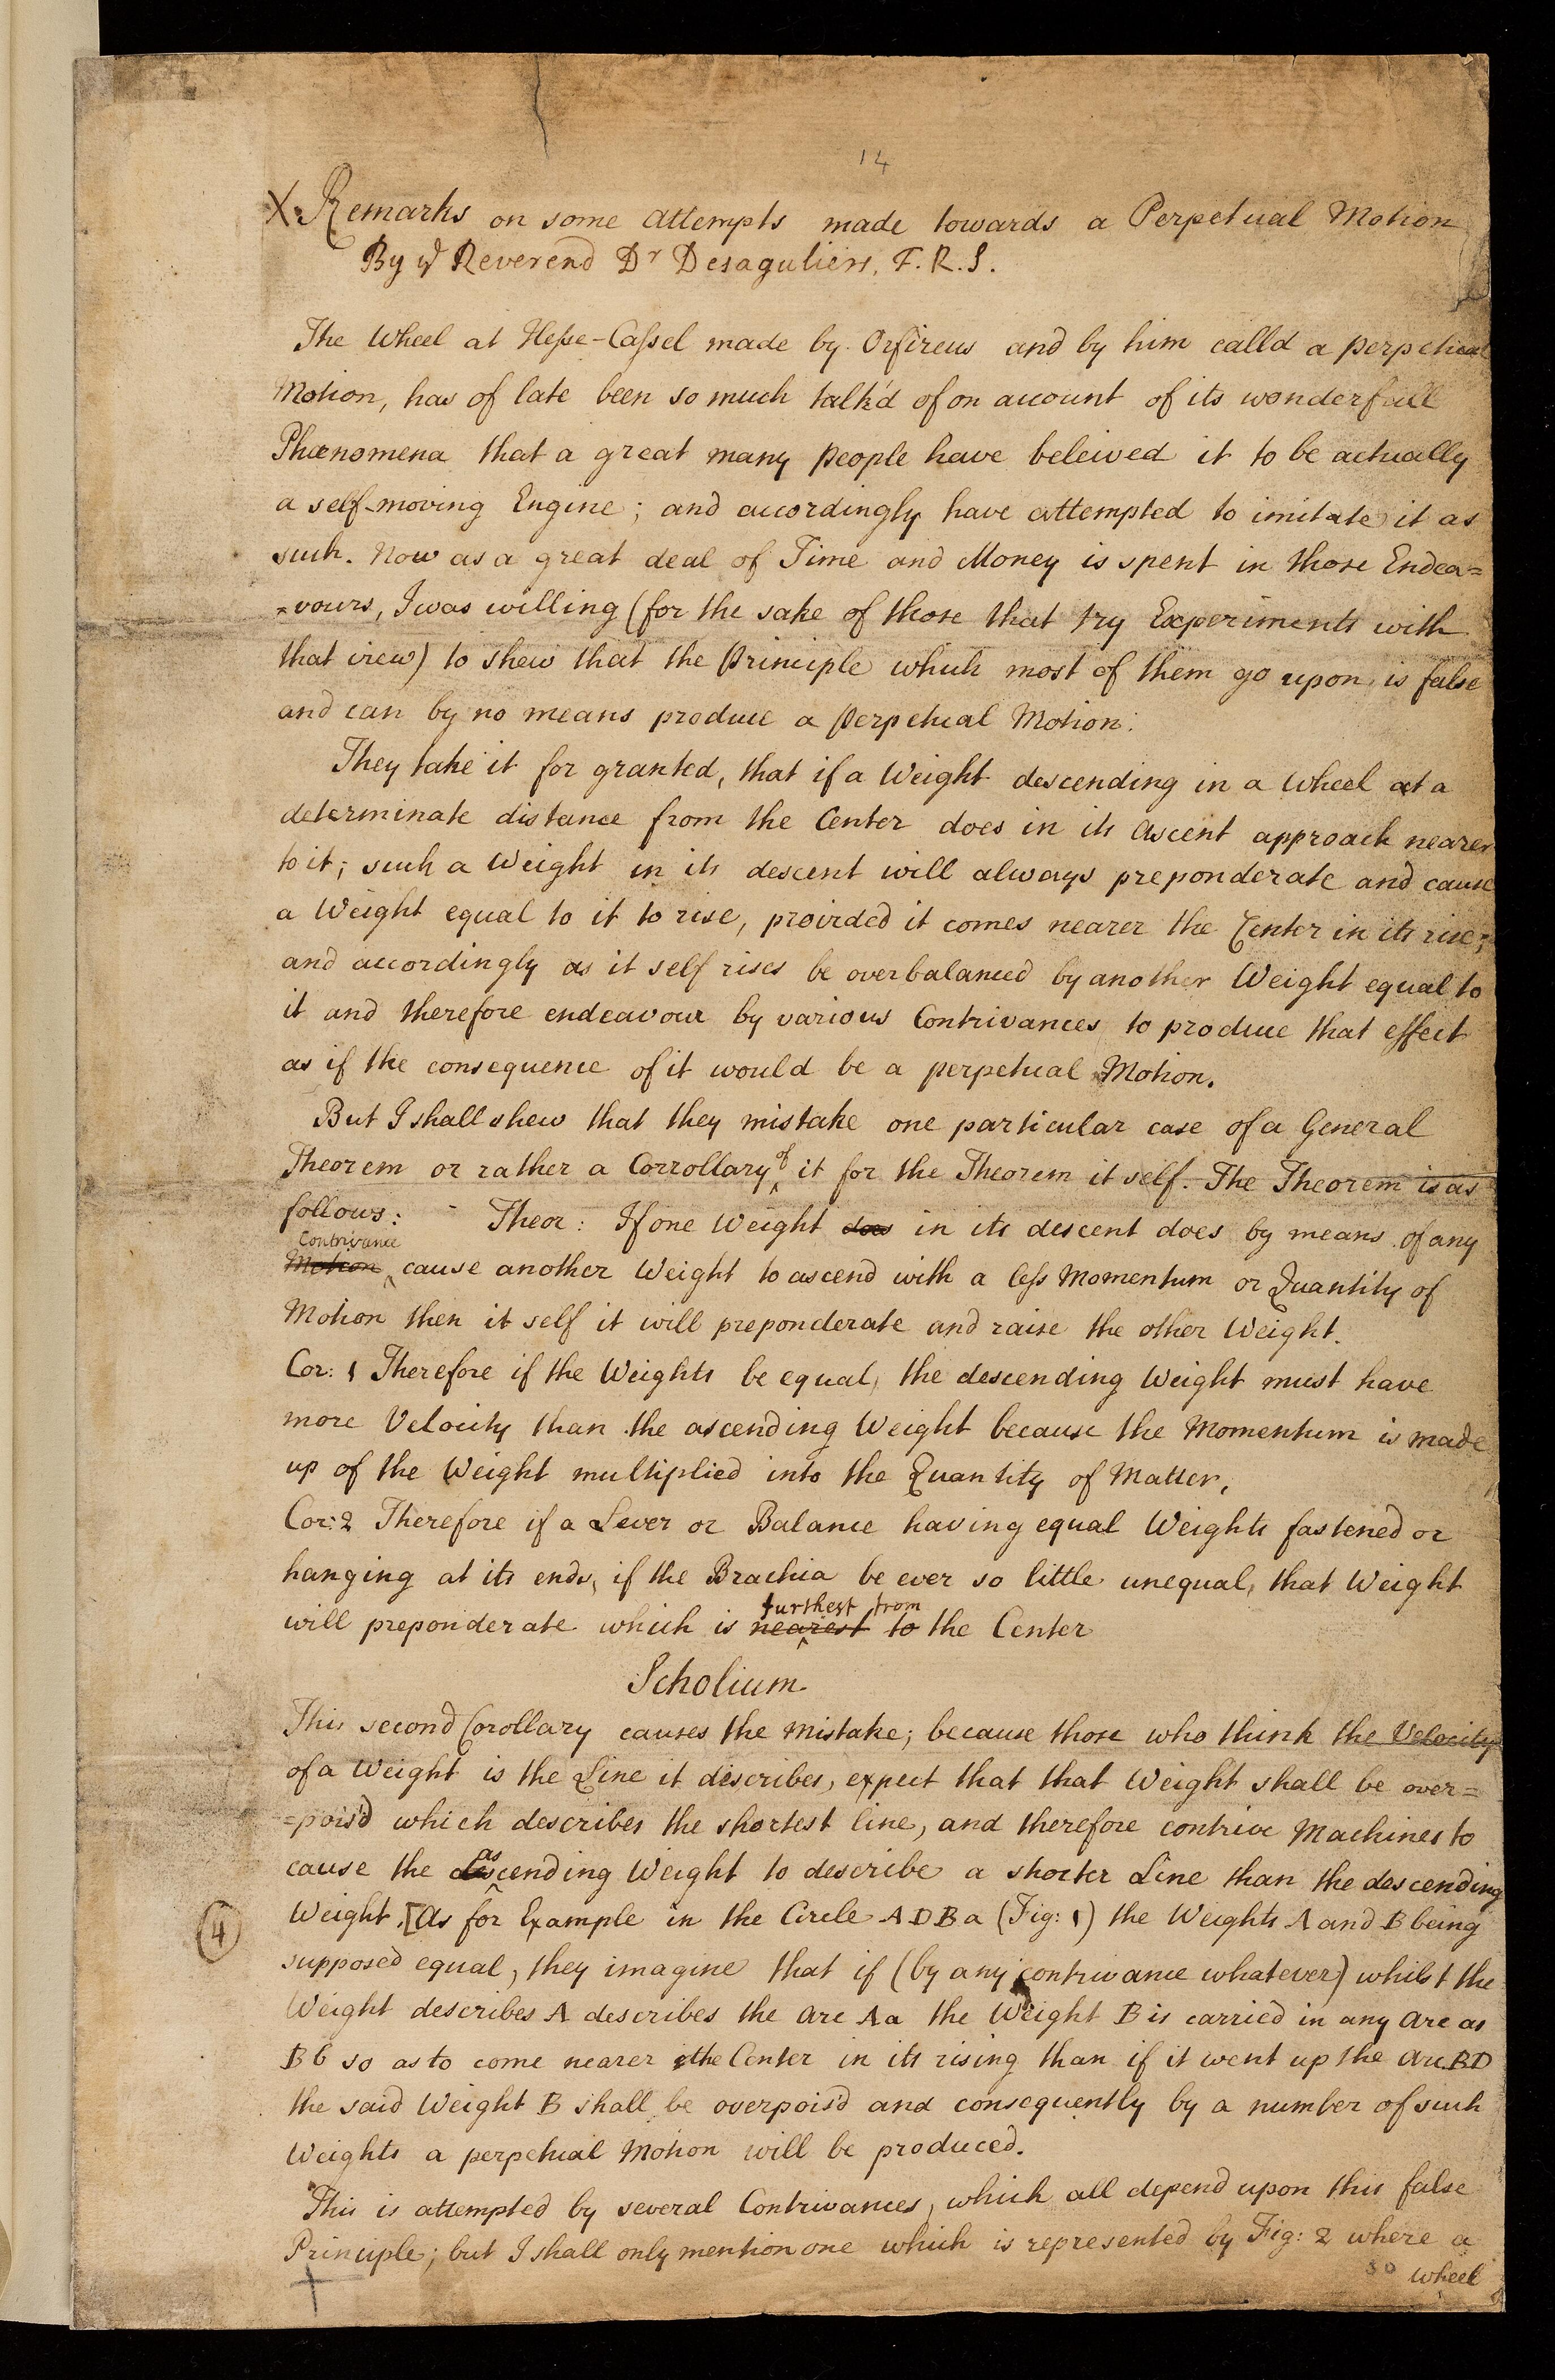 14
X Remarks on some attempts made towards a Perpetual Motion
By ye Reverend Dr Desaguliers, F.R.S.
The Wheel at Hesse-Cassel made by Orfireus and by him calld a perpetual
Motion, has of late been so much talk'd of on account of its wonderfull
Phænomena that a great many people have beleived it to be actually
a self-moving Engine; and accordingly have attempted to imitate it as
such. Now as a great deal of Time and Money is spent in those Endea=
=vours, I was willing (for the sake of those that try Experiments with
that view) to shew that the Principle which most of them go upon, is false
and can by no means produce a perpetual Motion.
They take it for granted, that if a Weight descending in a Wheel at a
determinate distance from the Center does in its ascent approach nearer
to it; such a Weight in its descent will always preponderate and cause
a Weight equal to it to rise, proivded it comes nearer the Center in its rise;
and accordingly as it self rises be overbalanced by another Weight equal to
it and therefore endeavour by various Contrivances to produce that effect
as if the consequence of it would be a perpetual Motion.
But I shall shew that they mistake one particular case of a General
Theorem or rather a Corrollary of it for the Theorem it self. The Theorem is as
follows: - Theor: If one Weight does in its descent does by means of any
Motion Contrivance cause another Weight to ascend with a less Momentum or Quantity of
Motion then it self it will preponderate and raise the other Weight.
Cor: 1 Therefore if the Weights be equal, the descending Weight must have
more Velocity than the ascending Weight because the Momentum is made
up of the Weight multiplied into the Quantity of Matter.
Cor: 2 Therefore if a Lever or Balance having equal Weights fastened or
hanging at its ends, if the Brachia be ever so little unequal, that Weight
will preponderate which is nearest to furthest from the Center
Scholium.
This second Corollary causes the mistake; because those who think the Velocity
of a Weight is the Line it describes, expect that that Weight shall be over=
=pois'd which describes the shortest line, and therefore contrive Machines to
cause the ascending Weight to describe a shorter Line than the descending
(4) Weight. [As for Example in the Circle A D B a (Fig: 1) the Weights A and B being
supposed equal, they imagine that if (by any contrivance whatever) whilst the
Weight describes A describes the arc Aa the Weight B is carried in any arc as
B b so as to come nearer the Center in its rising than if it went up the arc BD
the said Weight B shall be overpois'd and consequently by a number of such
Weights a perpetual Motion will be produced.
This is attempted by several Contrivances, which all depend upon this false
Principle; but I shall only mention one which is represented by Fig: 2 where a
wheel